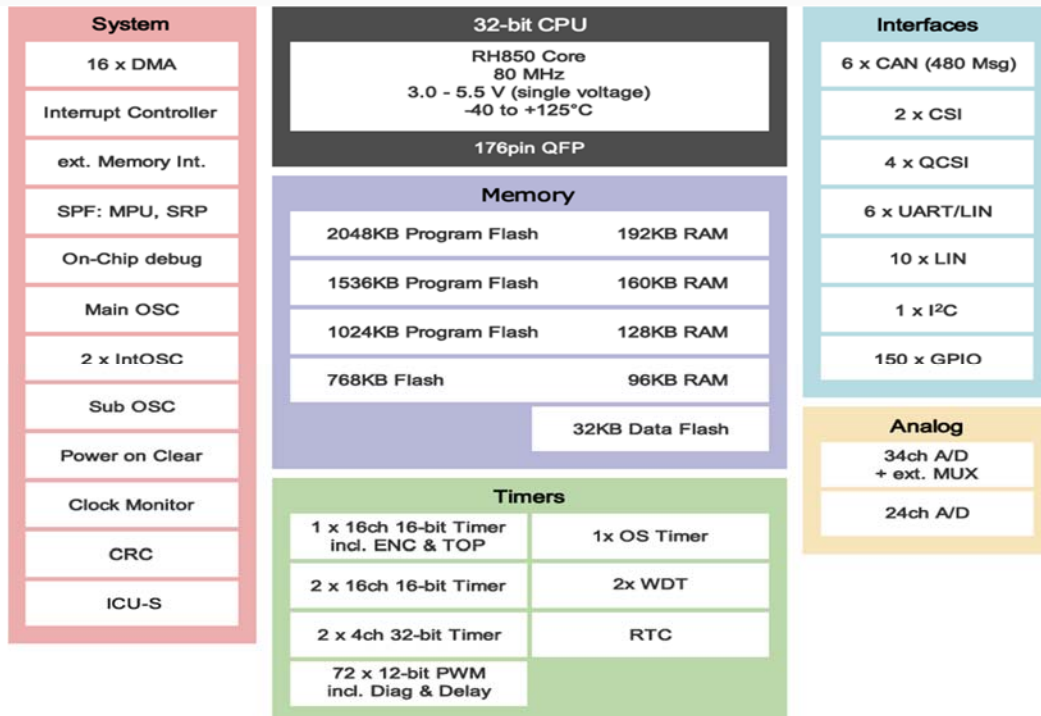 System
16 x DMA
Interrupt Controller
ext. Memory Int.
SPF: MPU, SRP
On-Chip debug
Main OSC
2 x IntOSC
Sub OSC
Power on Clear
Clock Monitor
CRC
ICU-S
32-bit CPU
RH850 Core
80 MHz
3.0 - 5.5 V (single voltage)
-40 to +125°C
176pin QFP
Memory
2048KB Program Flash 192KB RAM
1536KB Program Flash 160KB RAM
1024KB Program Flash 128KB RAM
768KB Flash 96KB RAM
32KB Data Flash
Timers
1 x 16ch 16-bit Timer
incl. ENC & TOP
1x OS Timer
2 x 16ch 16-bit Timer
2x WDT
2 x 4ch 32-bit Timer
RTC
72 x 12-bit PWM
incl. Diag & Delay
Interfaces
6 x CAN (480 Msg)
2 x CSI
4 x QCSI
6 x UART/LIN
10 x LIN
1 x I²C
150 x GPIO
Analog
34ch A/D
+ ext. MUX
24ch A/D